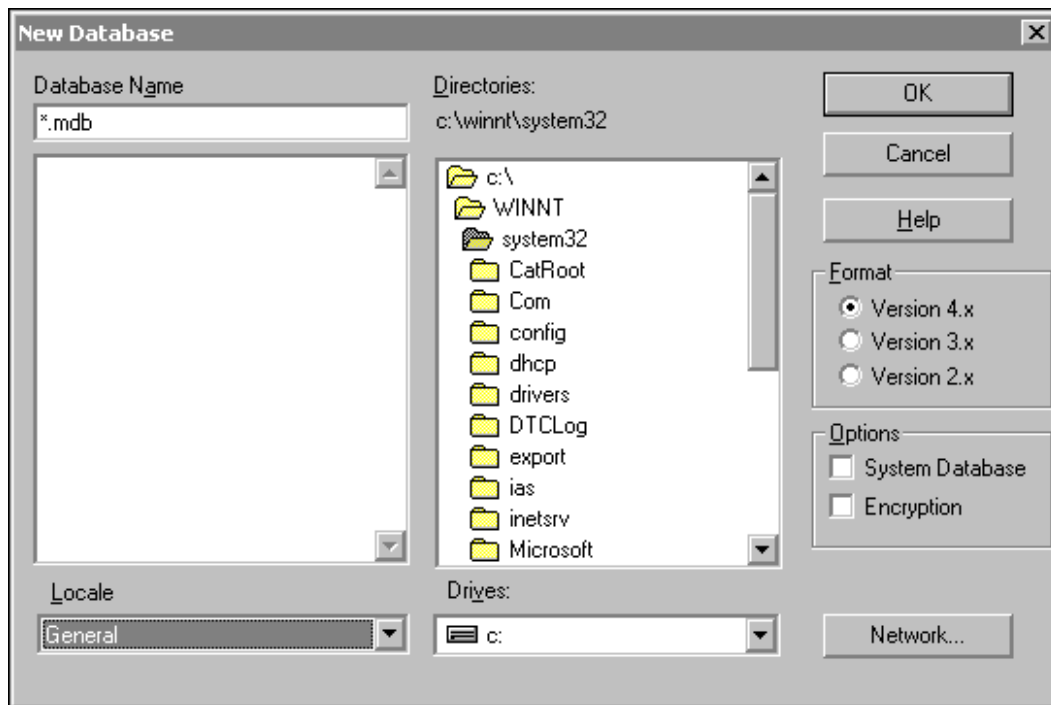 New Database
Database Name
*.mdb
Directories:
c:\winnt\system32
c:\
WINNT
system32
CatRoot
Com
config
dhcp
drivers
DTCLog
export
ias
inetsrv
Microsoft
Locale
General
Drives:
c:
OK
Cancel
Help
Format
Version 4.x
Version 3.x
Version 2.x
Options
System Database
Encryption
Network...